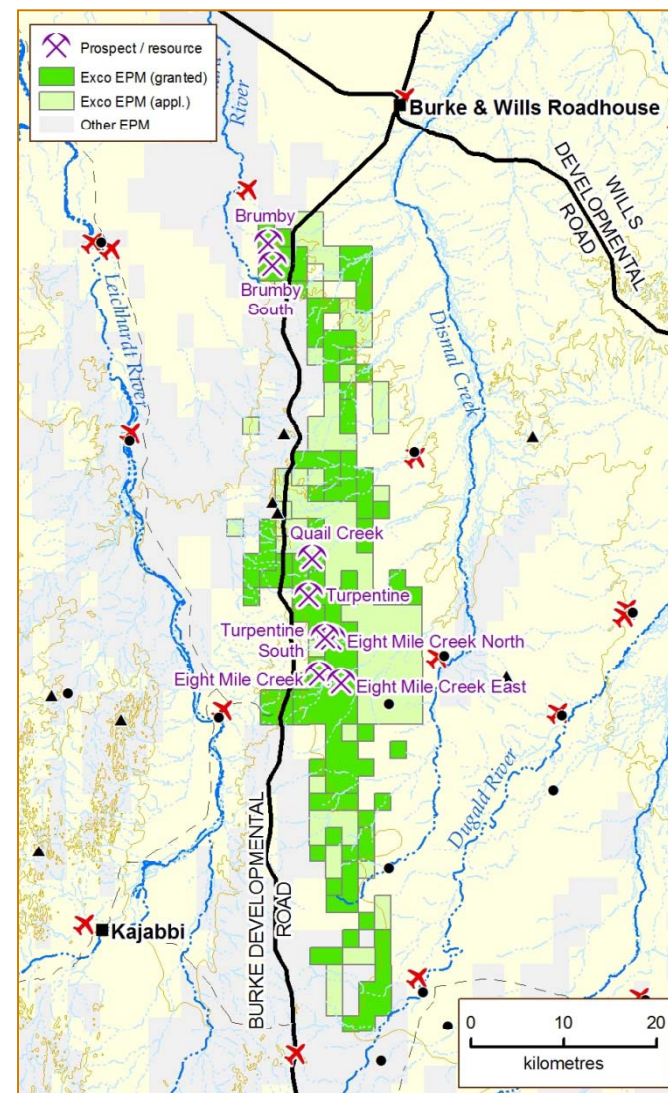 Prospect / resource
Exco EPM (granted)
Exco EPM (appl.)
Other EPM
River
Burke & Wills Roadhouse
WILLS
DEVELOPMENTAL
ROAD
Brumby
Brumby
South
Leichhardt River
Dismal Creek
Quail Creek
Turpentine
Turpentine
South
Eight Mile Creek North
Eight Mile Creek
Eight Mile Creek East
Dugald River
BURKE DEVELOPMENTAL
ROAD
Kajabbi
0 10 20
kilometres